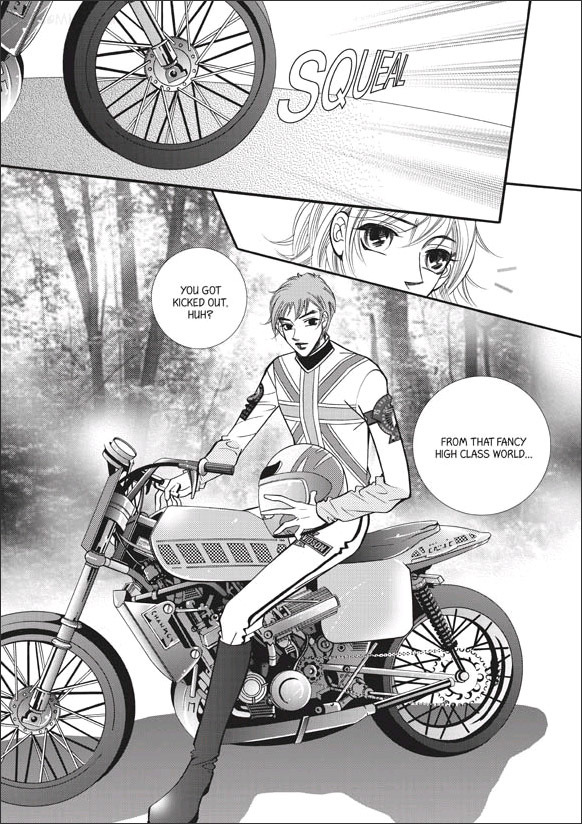 SQUEAL
YOU GOT
KICKED OUT,
HUH?
FROM THAT FANCY
HIGH CLASS WORLD...